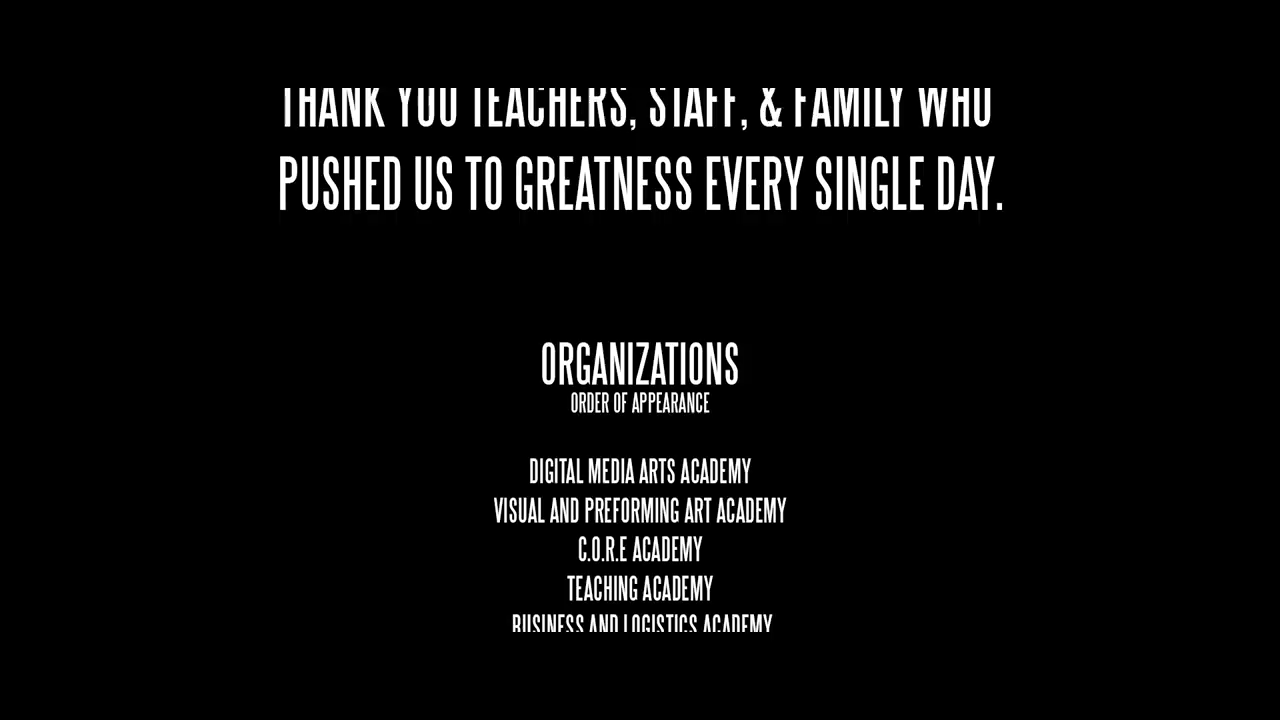 THANK YOU TEACHERS, STAFF, & FAMILY WHO
PUSHED US TO GREATNESS EVERY SINGLE DAY.
ORGANIZATIONS
ORDER OF APPEARANCE
DIGITAL MEDIA ARTS ACADEMY
VISUAL AND PREFORMING ART ACADEMY
C.O.R.E ACADEMY
TEACHING ACADEMY
BUSINESS AND LOGISTICS ACADEMY